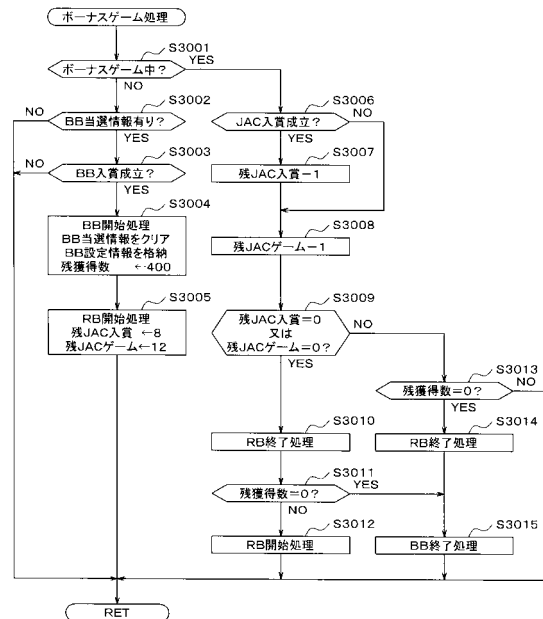 ボーナスゲーム処理
S3001
ボーナスゲーム中?
YES
NO
S3002
NO
BB当選情報有り?
YES
S3003
NO
BB入賞成立?
YES
S3004
BB開始処理
BB当選情報をクリア
BB設定情報を格納
残獲得数 ←400
S3005
RB開始処理
残JAC入賞 ←8
残JACゲーム←12
S3006
JAC入賞成立?
NO
YES
S3007
残JAC入賞-1
S3008
残JACゲーム-1
S3009
残JAC入賞=0
又は
残JACゲーム=0?
NO
YES
S3010
RB終了処理
S3011
残獲得数=0?
YES
NO
S3012
RB開始処理
S3013
残獲得数=0?
NO
YES
S3014
RB終了処理
S3015
BB終了処理
RET